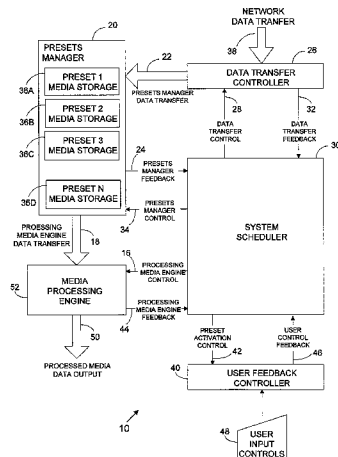 NETWORK
DATA TRANFER
20
PRESETS
MANAGER
22
38
26
36A
PRESET 1
MEDIA STORAGE
PRESETS MANAGER
DATA TRANSFER
DATA TRANSFER
CONTROLLER
36B
PRESET 2
MEDIA STORAGE
28
32
36C
PRESET 3
MEDIA STORAGE
DATA
TRANSFER
CONTROL
DATA
TRANSFER
FEEDBACK
24
30
PRESETS
MANAGER
FEEDBACK
36D
PRESET N
MEDIA STORAGE
PRESETS
MANAGER
CONTROL
34
SYSTEM
SCHEDULER
PROCESSING
MEDIA ENGINE
DATA TRANSFER
18
16
PROCESSING
MEDIA ENGINE
CONTROL
52
MEDIA
PROCESSING
ENGINE
PROCESSING
MEDIA ENGINE
FEEDBACK
44
50
PRESET
ACTIVATION
CONTROL
USER
CONTROL
FEEDBACK
42
46
PROCESSED MEDIA
DATA OUTPUT
40
USER FEEDBACK
CONTROLLER
10
48
USER
INPUT
CONTROLS